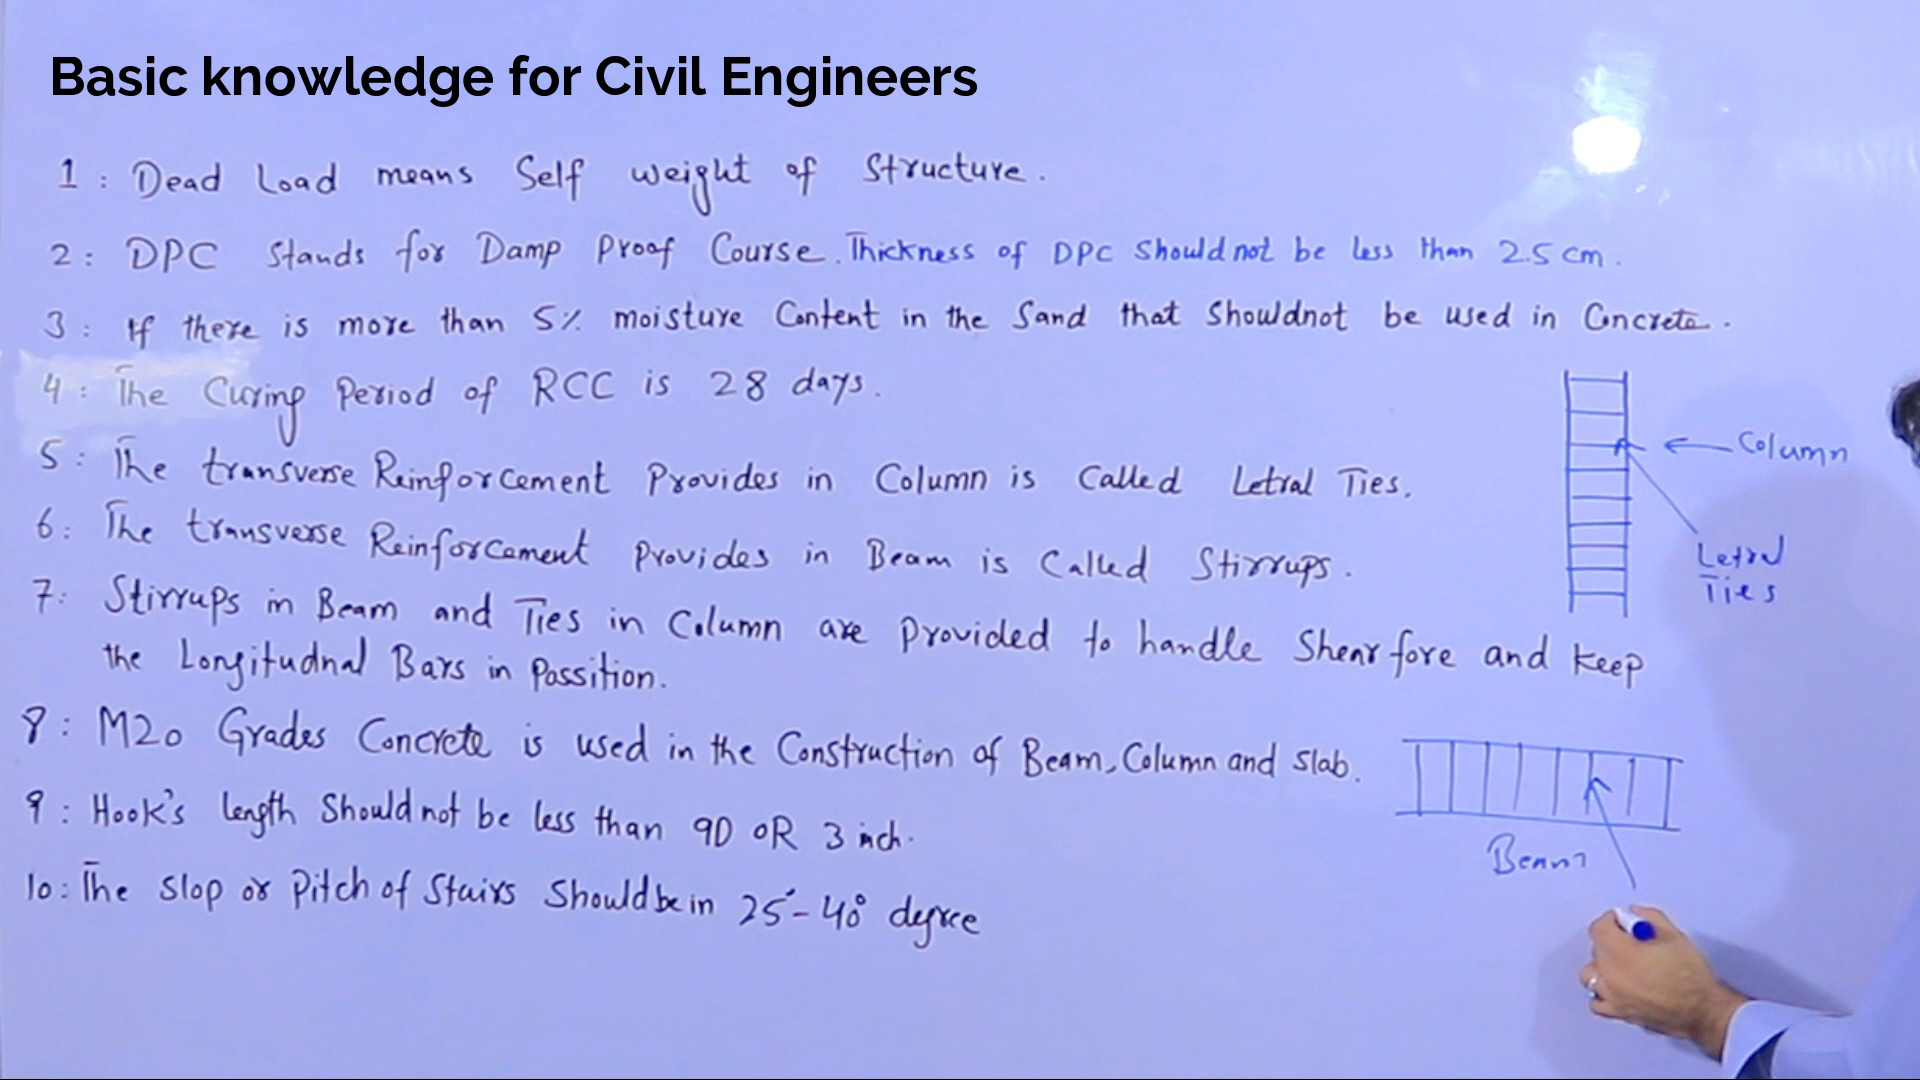 Basic knowledge for Civil Engineers
1 : Dead Load means Self weight of Structure.
2 : DPC Stands for Damp Proof Course. Thickness of DPC Should not be less than 2.5 cm.
3 : If there is more than 5% moisture Content in the Sand that Shouldnot be used in Concrete.
4 : The Curing Period of RCC is 28 days.
5 : The transverse Reinforcement Provides in Column is Called Letral Ties.
6 : The transverse Reinforcement Provides in Beam is Called Stirrups.
7 : Stirrups in Beam and Ties in Column are Provided to handle Shear fore and keep
the Longitudnal Bars in Possition.
8 : M20 Grades Concrete is used in the Construction of Beam, Column and Slab.
9 : Hook's length Should not be less than 9D OR 3 inch.
10 : The Slop or Pitch of Stairs Should be in 25°- 40° degree
Column
Letral
Ties
Beam